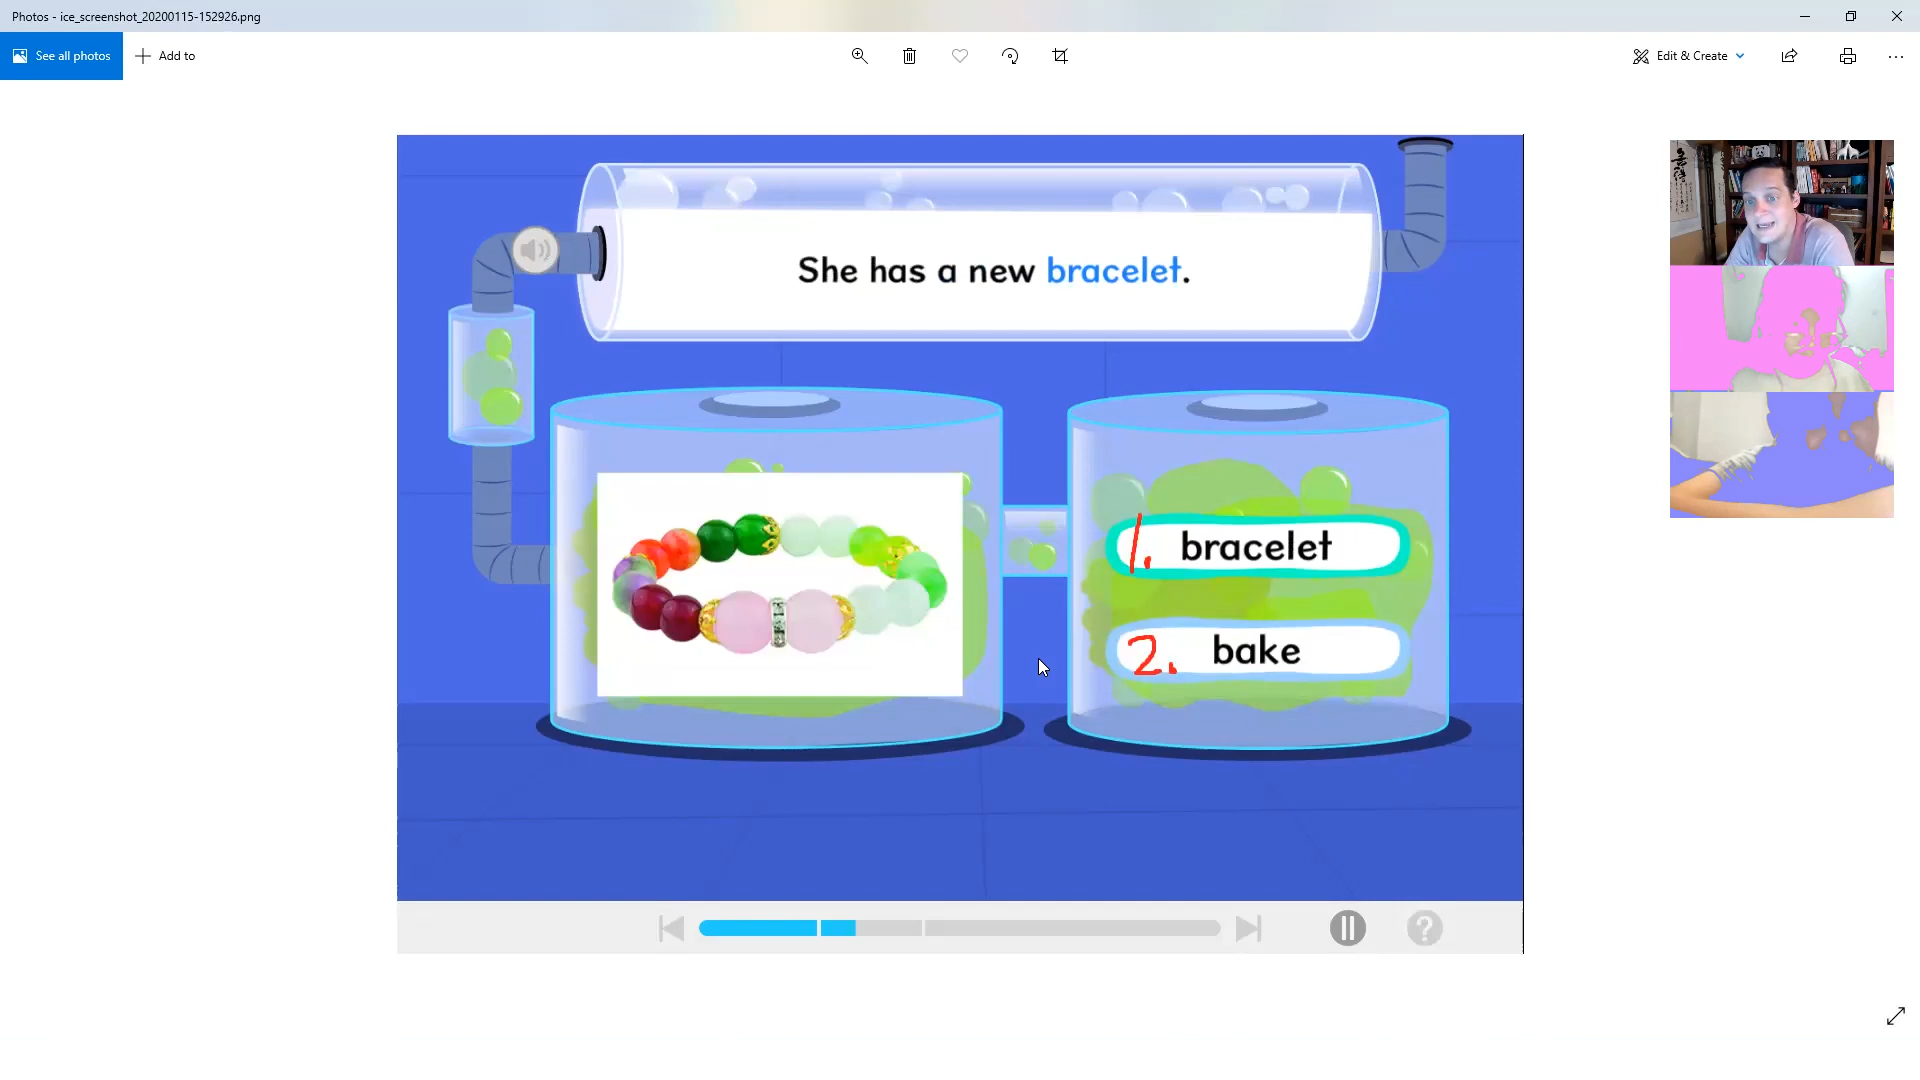 Photos - ice_screenshot_20200115-152926.png
See all photos
Add to
Edit & Create
She has a new bracelet.
1. bracelet
2. bake
?